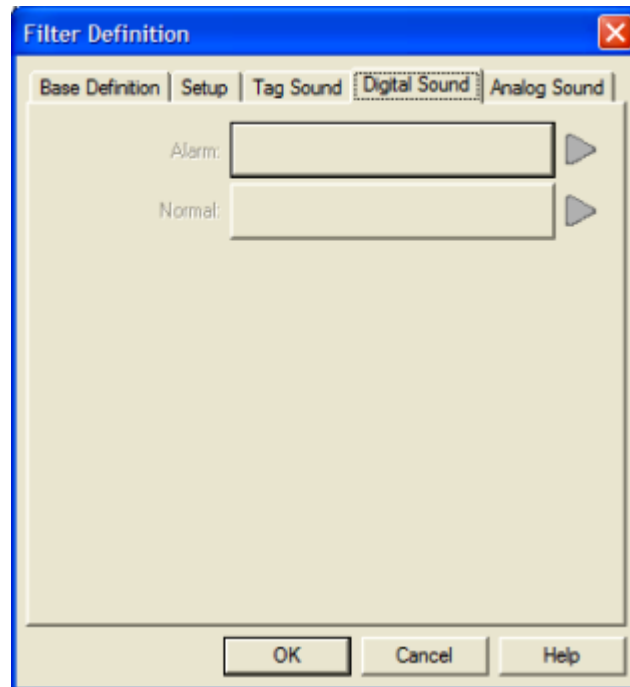 Filter Definition
Base Definition Setup Tag Sound Digital Sound Analog Sound
Alarm:
Normal:
OK Cancel Help